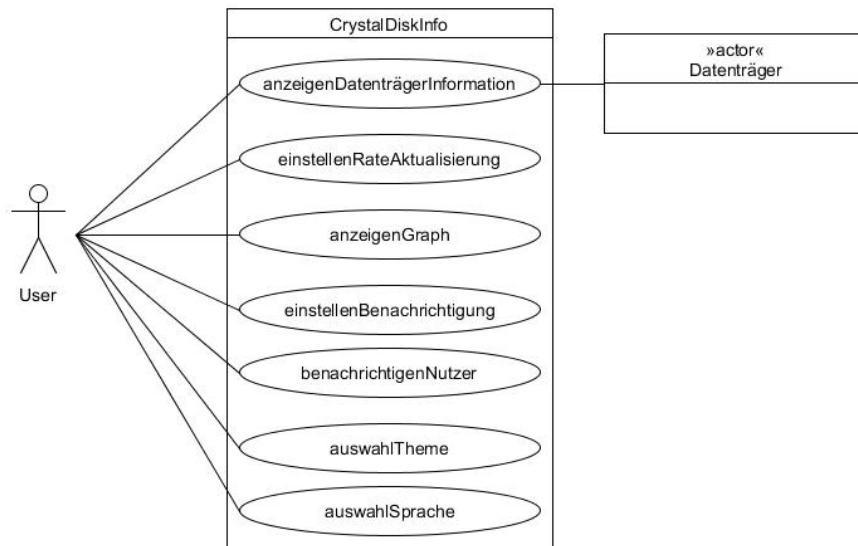 CrystalDiskInfo
»actor«
Datenträger
anzeigenDatenträgerInformation
einstellenRateAktualisierung
anzeigenGraph
User
einstellenBenachrichtigung
benachrichtigenNutzer
auswahlTheme
auswahlSprache